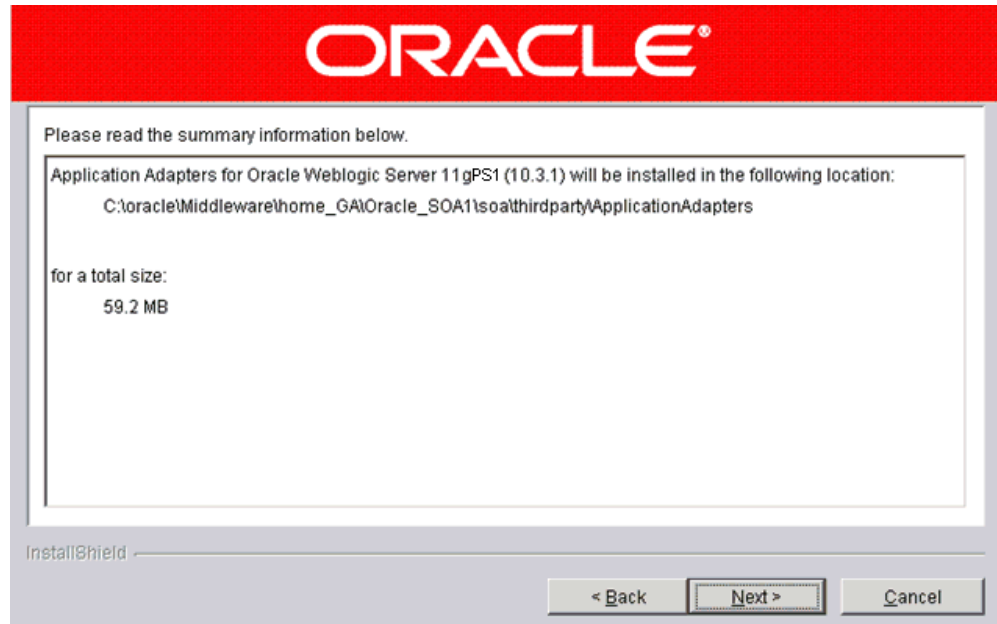 ORACLE®
Please read the summary information below.
Application Adapters for Oracle Weblogic Server 11gPS1 (10.3.1) will be installed in the following location:
C:\oracle\Middleware\home_GA\Oracle_SOA1\soa\thirdparty\ApplicationAdapters
for a total size:
59.2 MB
InstallShield
< Back
Next >
Cancel